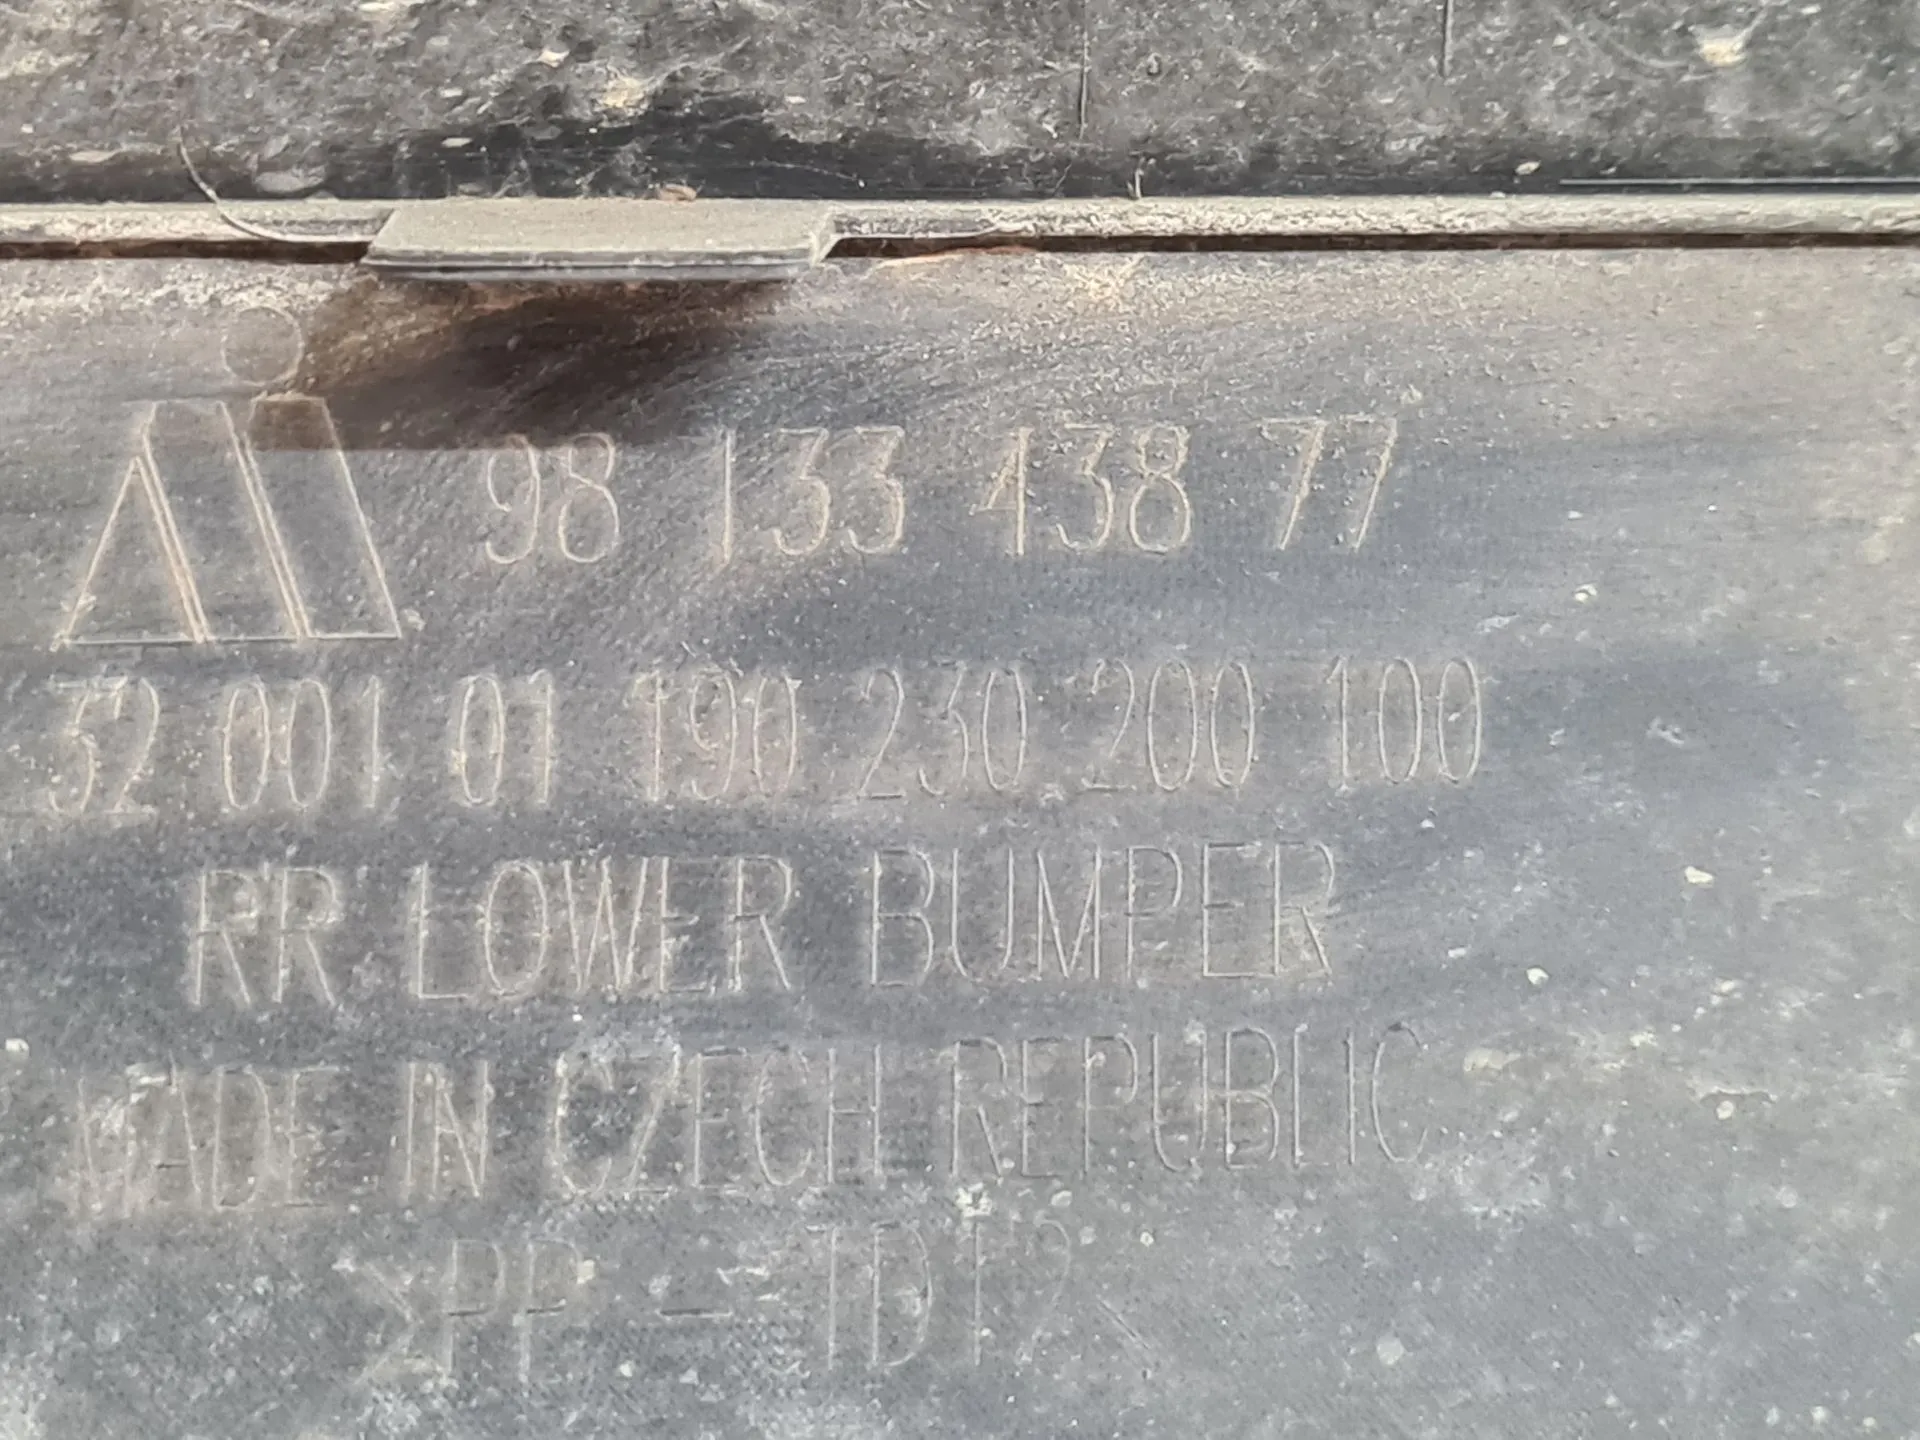 98 133 438 77
32 001 01 190.230.200 100
RR LOWER BUMPER
MADE IN CZECH REPUBLIC
>PP - TD12